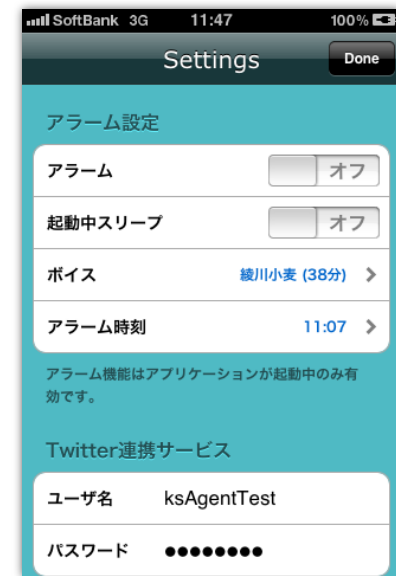 SoftBank 3G 11:47 100%
Settings Done
アラーム設定
アラーム オフ
起動中スリープ オフ
ボイス 綾川小麦 (38分)
アラーム時刻 11:07
アラーム機能はアプリケーションが起動中のみ有
効です。
Twitter連携サービス
ユーザ名 ksAgentTest
パスワード ●●●●●●●●